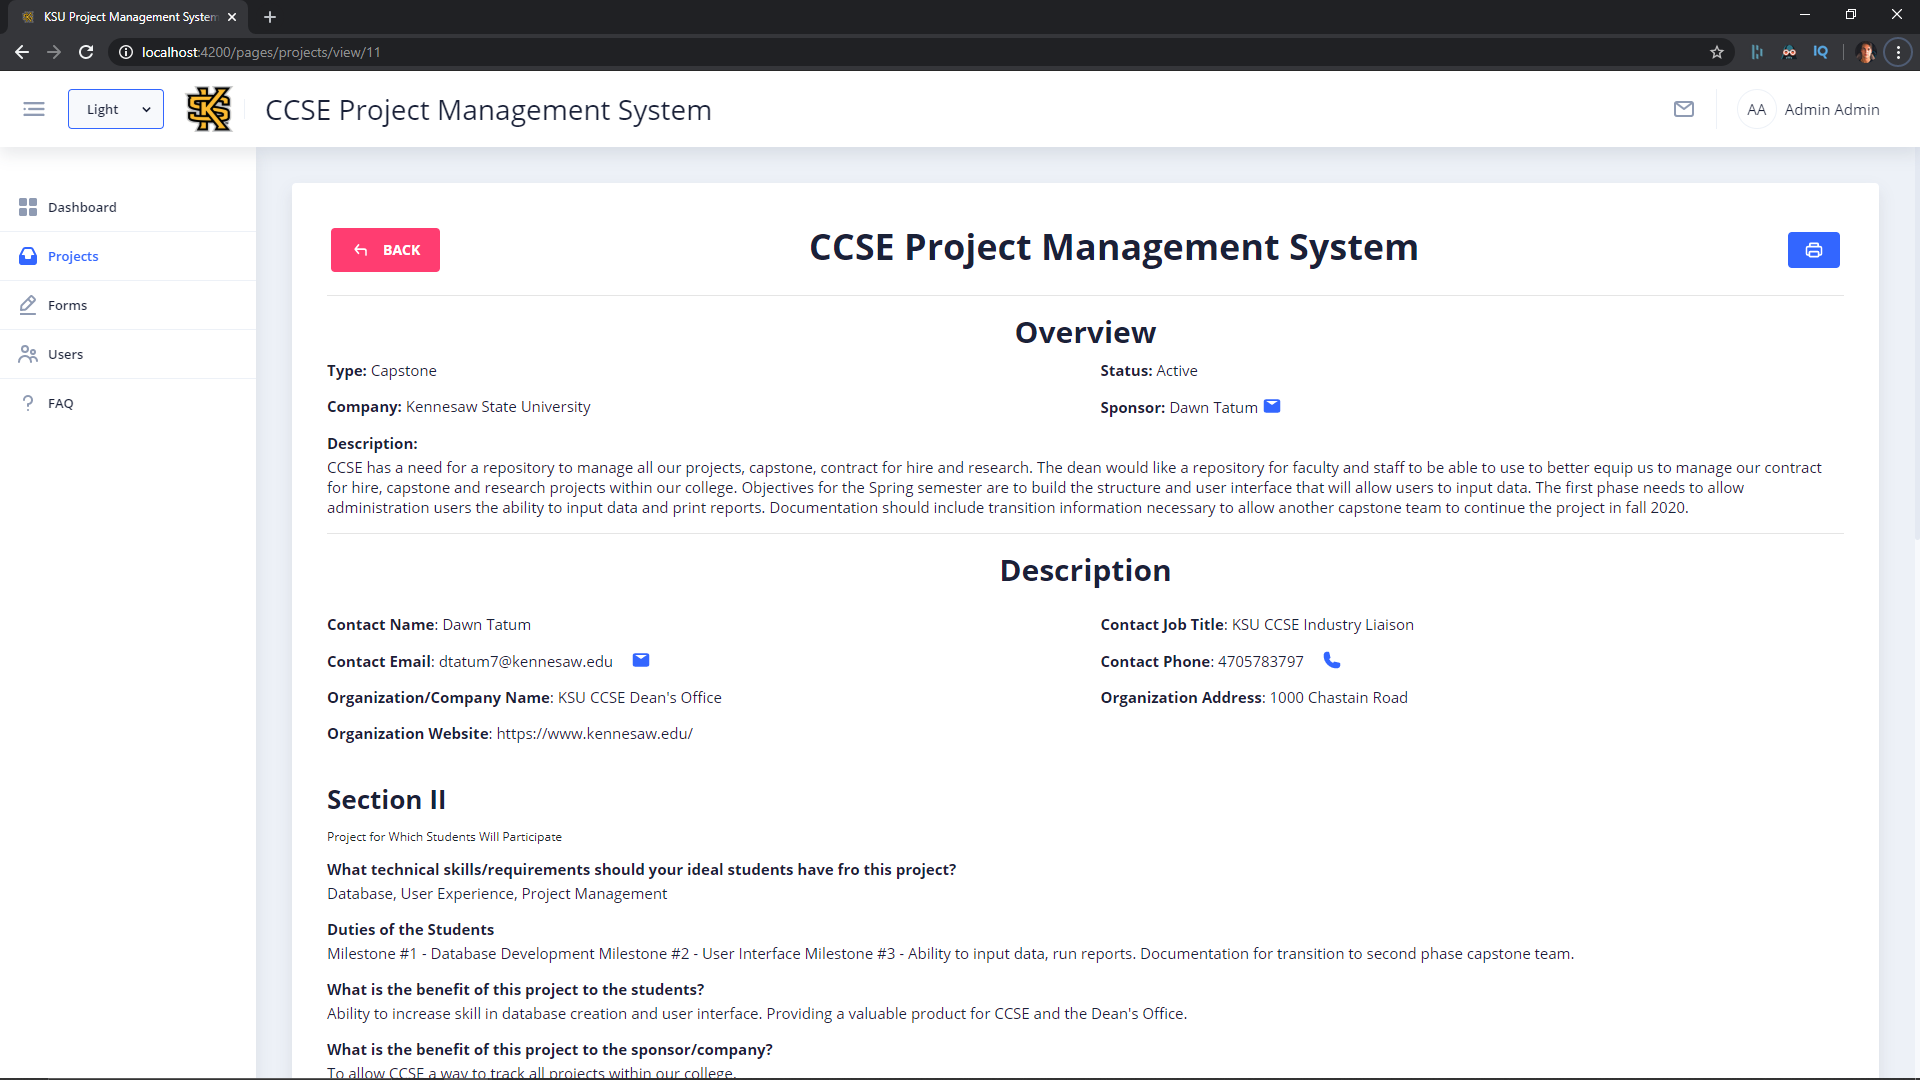 KSU Project Management System
localhost:4200/pages/projects/view/11
IQ
Light
KS
CCSE Project Management System
AA
Admin Admin
Dashboard
Projects
Forms
Users
FAQ
BACK
CCSE Project Management System
Overview
Type: Capstone
Status: Active
Company: Kennesaw State University
Sponsor: Dawn Tatum
Description:
CCSE has a need for a repository to manage all our projects, capstone, contract for hire and research. The dean would like a repository for faculty and staff to be able to use to better equip us to manage our contract
for hire, capstone and research projects within our college. Objectives for the Spring semester are to build the structure and user interface that will allow users to input data. The first phase needs to allow
administration users the ability to input data and print reports. Documentation should include transition information necessary to allow another capstone team to continue the project in fall 2020.
Description
Contact Name: Dawn Tatum
Contact Job Title: KSU CCSE Industry Liaison
Contact Email: dtatum7@kennesaw.edu
Contact Phone: 4705783797
Organization/Company Name: KSU CCSE Dean's Office
Organization Address: 1000 Chastain Road
Organization Website: https://www.kennesaw.edu/
Section II
Project for Which Students Will Participate
What technical skills/requirements should your ideal students have fro this project?
Database, User Experience, Project Management
Duties of the Students
Milestone #1 - Database Development Milestone #2 - User Interface Milestone #3 - Ability to input data, run reports. Documentation for transition to second phase capstone team.
What is the benefit of this project to the students?
Ability to increase skill in database creation and user interface. Providing a valuable product for CCSE and the Dean's Office.
What is the benefit of this project to the sponsor/company?
To allow CCSE a way to track all projects within our college.